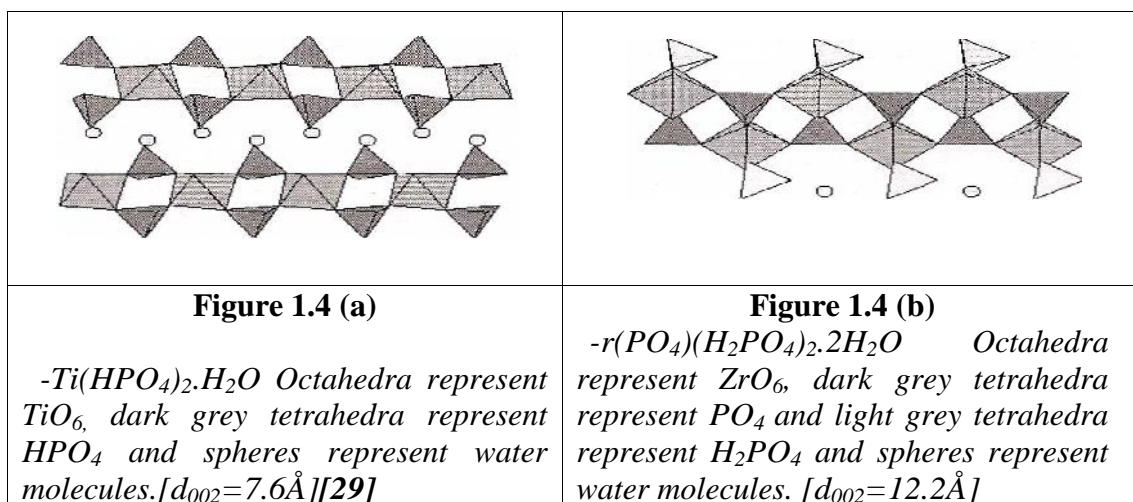 Figure 1.4 (a)
-Ti(HPO4)2.H2O Octahedra represent
TiO6, dark grey tetrahedra represent
HPO4 and spheres represent water
molecules.[d002=7.6Å][29]
Figure 1.4 (b)
-r(PO4)(H2PO4)2.2H2O Octahedra
represent ZrO6, dark grey tetrahedra
represent PO4 and light grey tetrahedra
represent H2PO4 and spheres represent
water molecules. [d002=12.2Å]